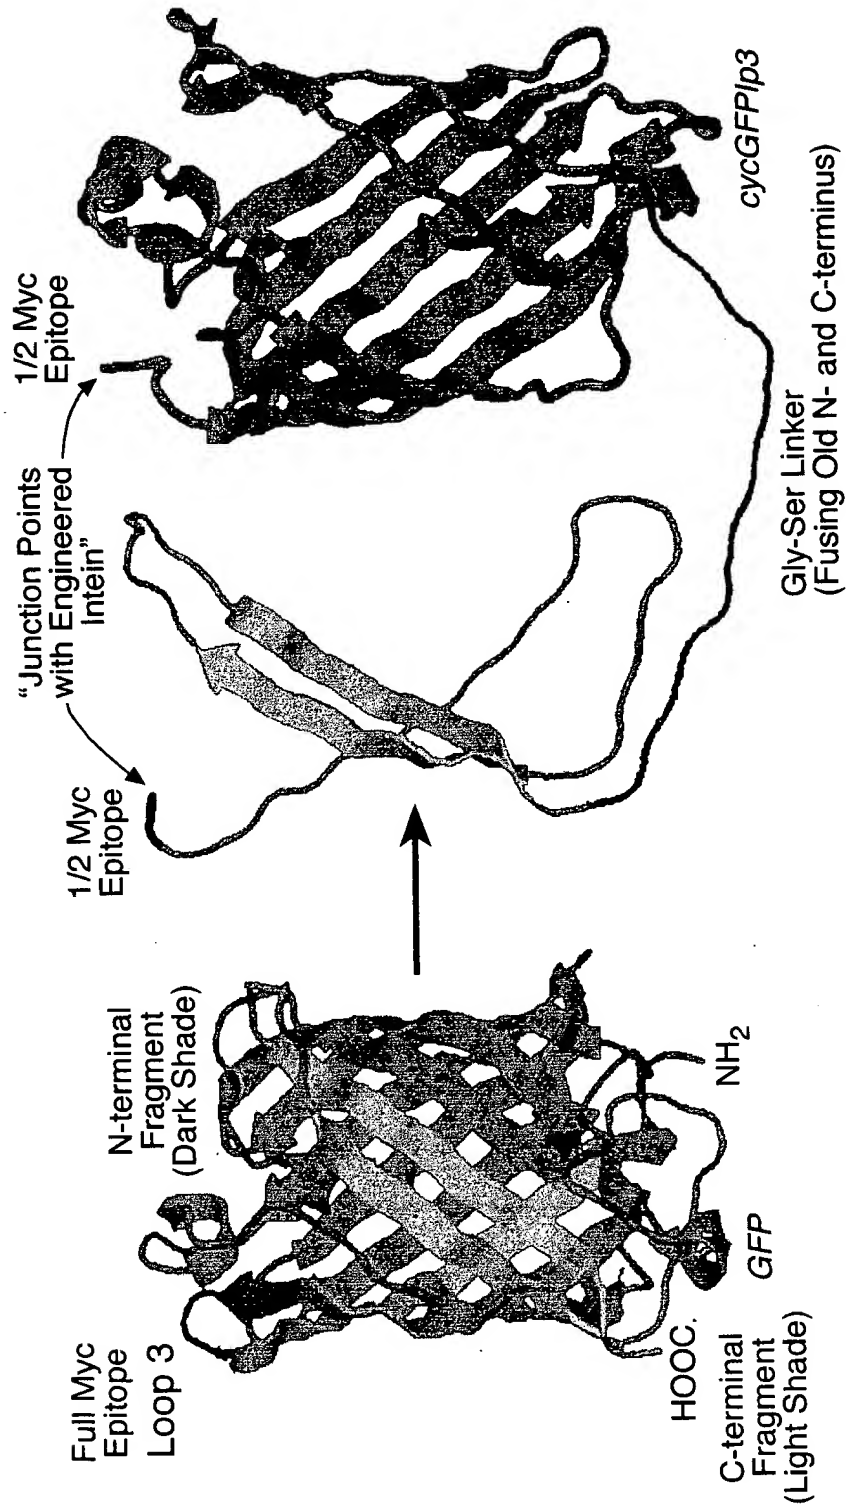 Full Myc
Epitope
Loop 3
N-terminal
Fragment
(Dark Shade)
HOOC.
NH2
GFP
C-terminal
Fragment
(Light Shade)
1/2 Myc
Epitope
"Junction Points
with Engineered
Intein"
1/2 Myc
Epitope
Gly-Ser Linker
(Fusing Old N- and C-terminus)
cycGFPlp3